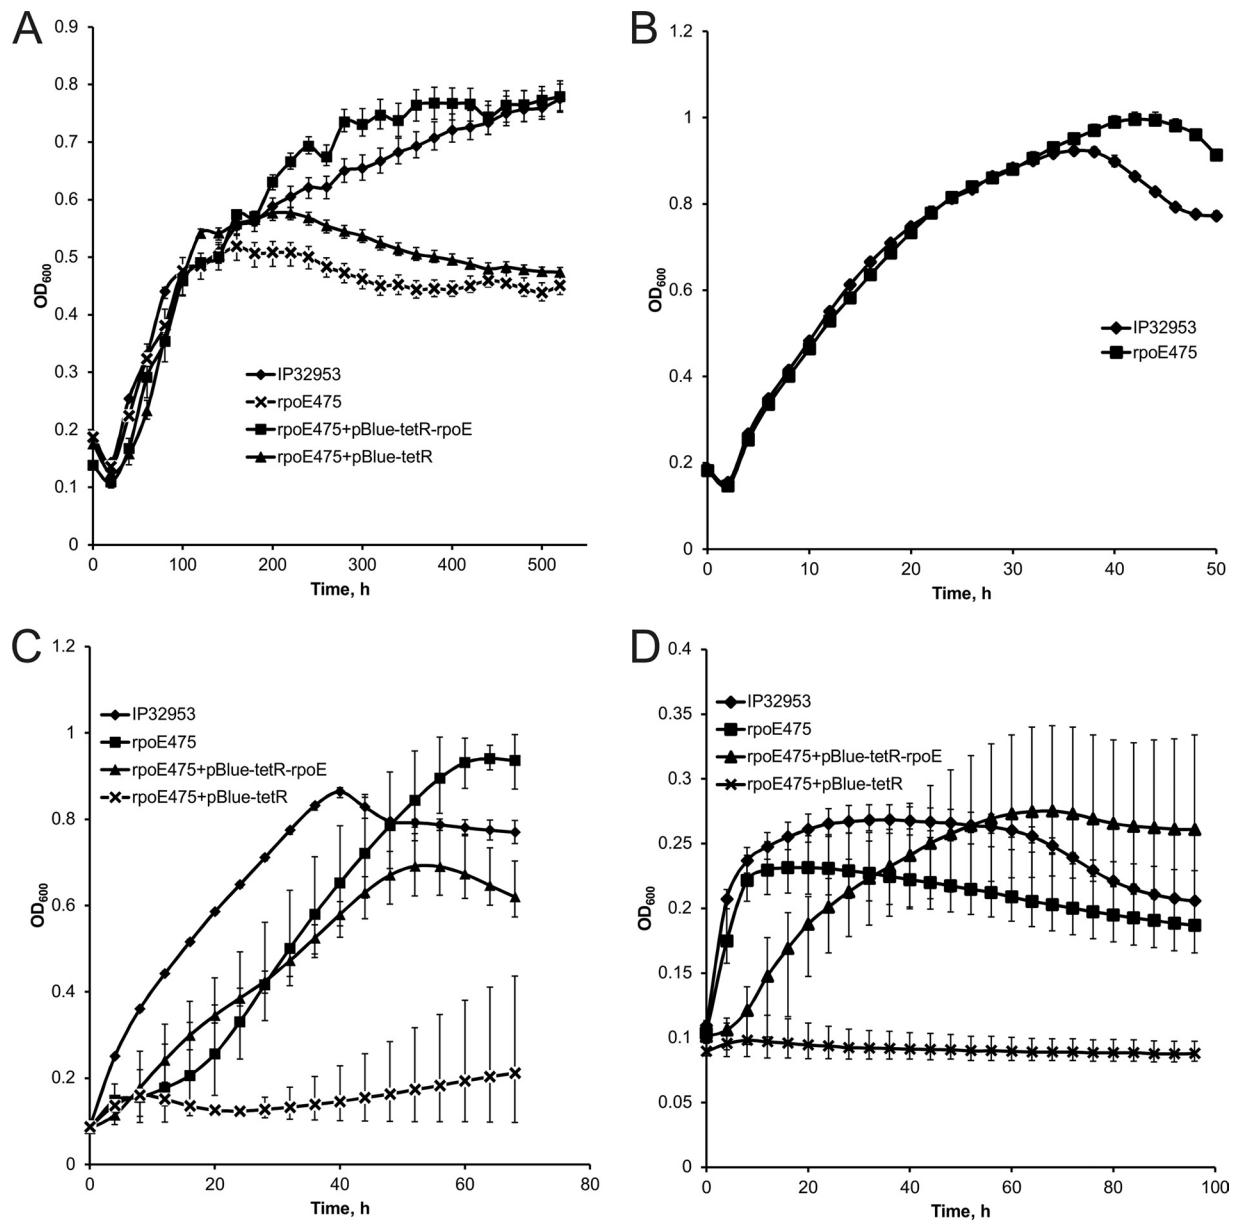 A
0.9
0.8
0.7
0.6
0.5
0.4
0.3
0.2
0.1
0
OD600
0 100 200 300 400 500
Time, h
IP32953
rpoE475
rpoE475+pBlue-tetR-rpoE
rpoE475+pBlue-tetR
B
1.2
1
0.8
0.6
0.4
0.2
0
OD600
0 10 20 30 40 50
Time, h
IP32953
rpoE475
C
1.2
1
0.8
0.6
0.4
0.2
0
OD600
0 20 40 60 80
Time, h
IP32953
rpoE475
rpoE475+pBlue-tetR-rpoE
rpoE475+pBlue-tetR
D
0.4
0.35
0.3
0.25
0.2
0.15
0.1
0.05
0
OD600
0 20 40 60 80 100
Time, h
IP32953
rpoE475
rpoE475+pBlue-tetR-rpoE
rpoE475+pBlue-tetR